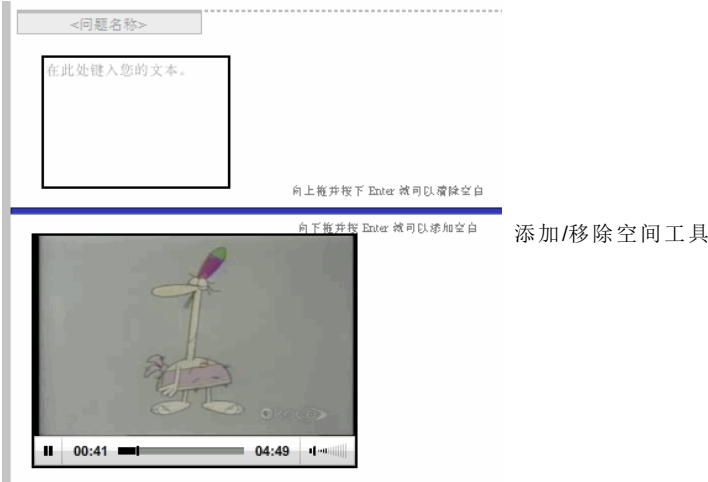 <问题名称>
在此处键入您的文本。
向上拖并按下 Enter 就可以清除空白
向下拖并按 Enter 就可以添加空白
添加/移除空间工具
00:41
04:49